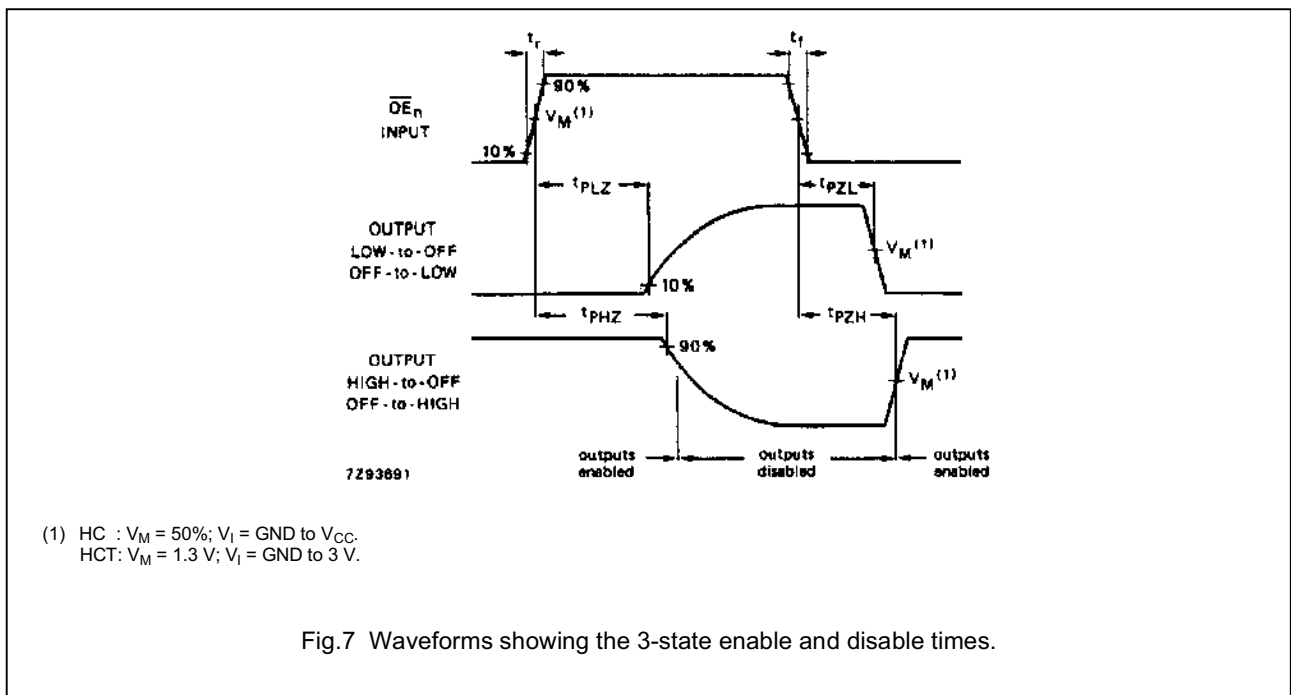 tr
tf
90%
OEn
INPUT
VM(1)
10%
tPLZ
tPZL
OUTPUT
LOW-to-OFF
OFF-to-LOW
VM(1)
10%
tPHZ
tPZH
90%
OUTPUT
HIGH-to-OFF
OFF-to-HIGH
VM(1)
outputs
enabled
outputs
disabled
outputs
enabled
7Z93691
(1) HC : VM = 50%; VI = GND to VCC.
HCT: VM = 1.3 V; VI = GND to 3 V.
Fig.7 Waveforms showing the 3-state enable and disable times.